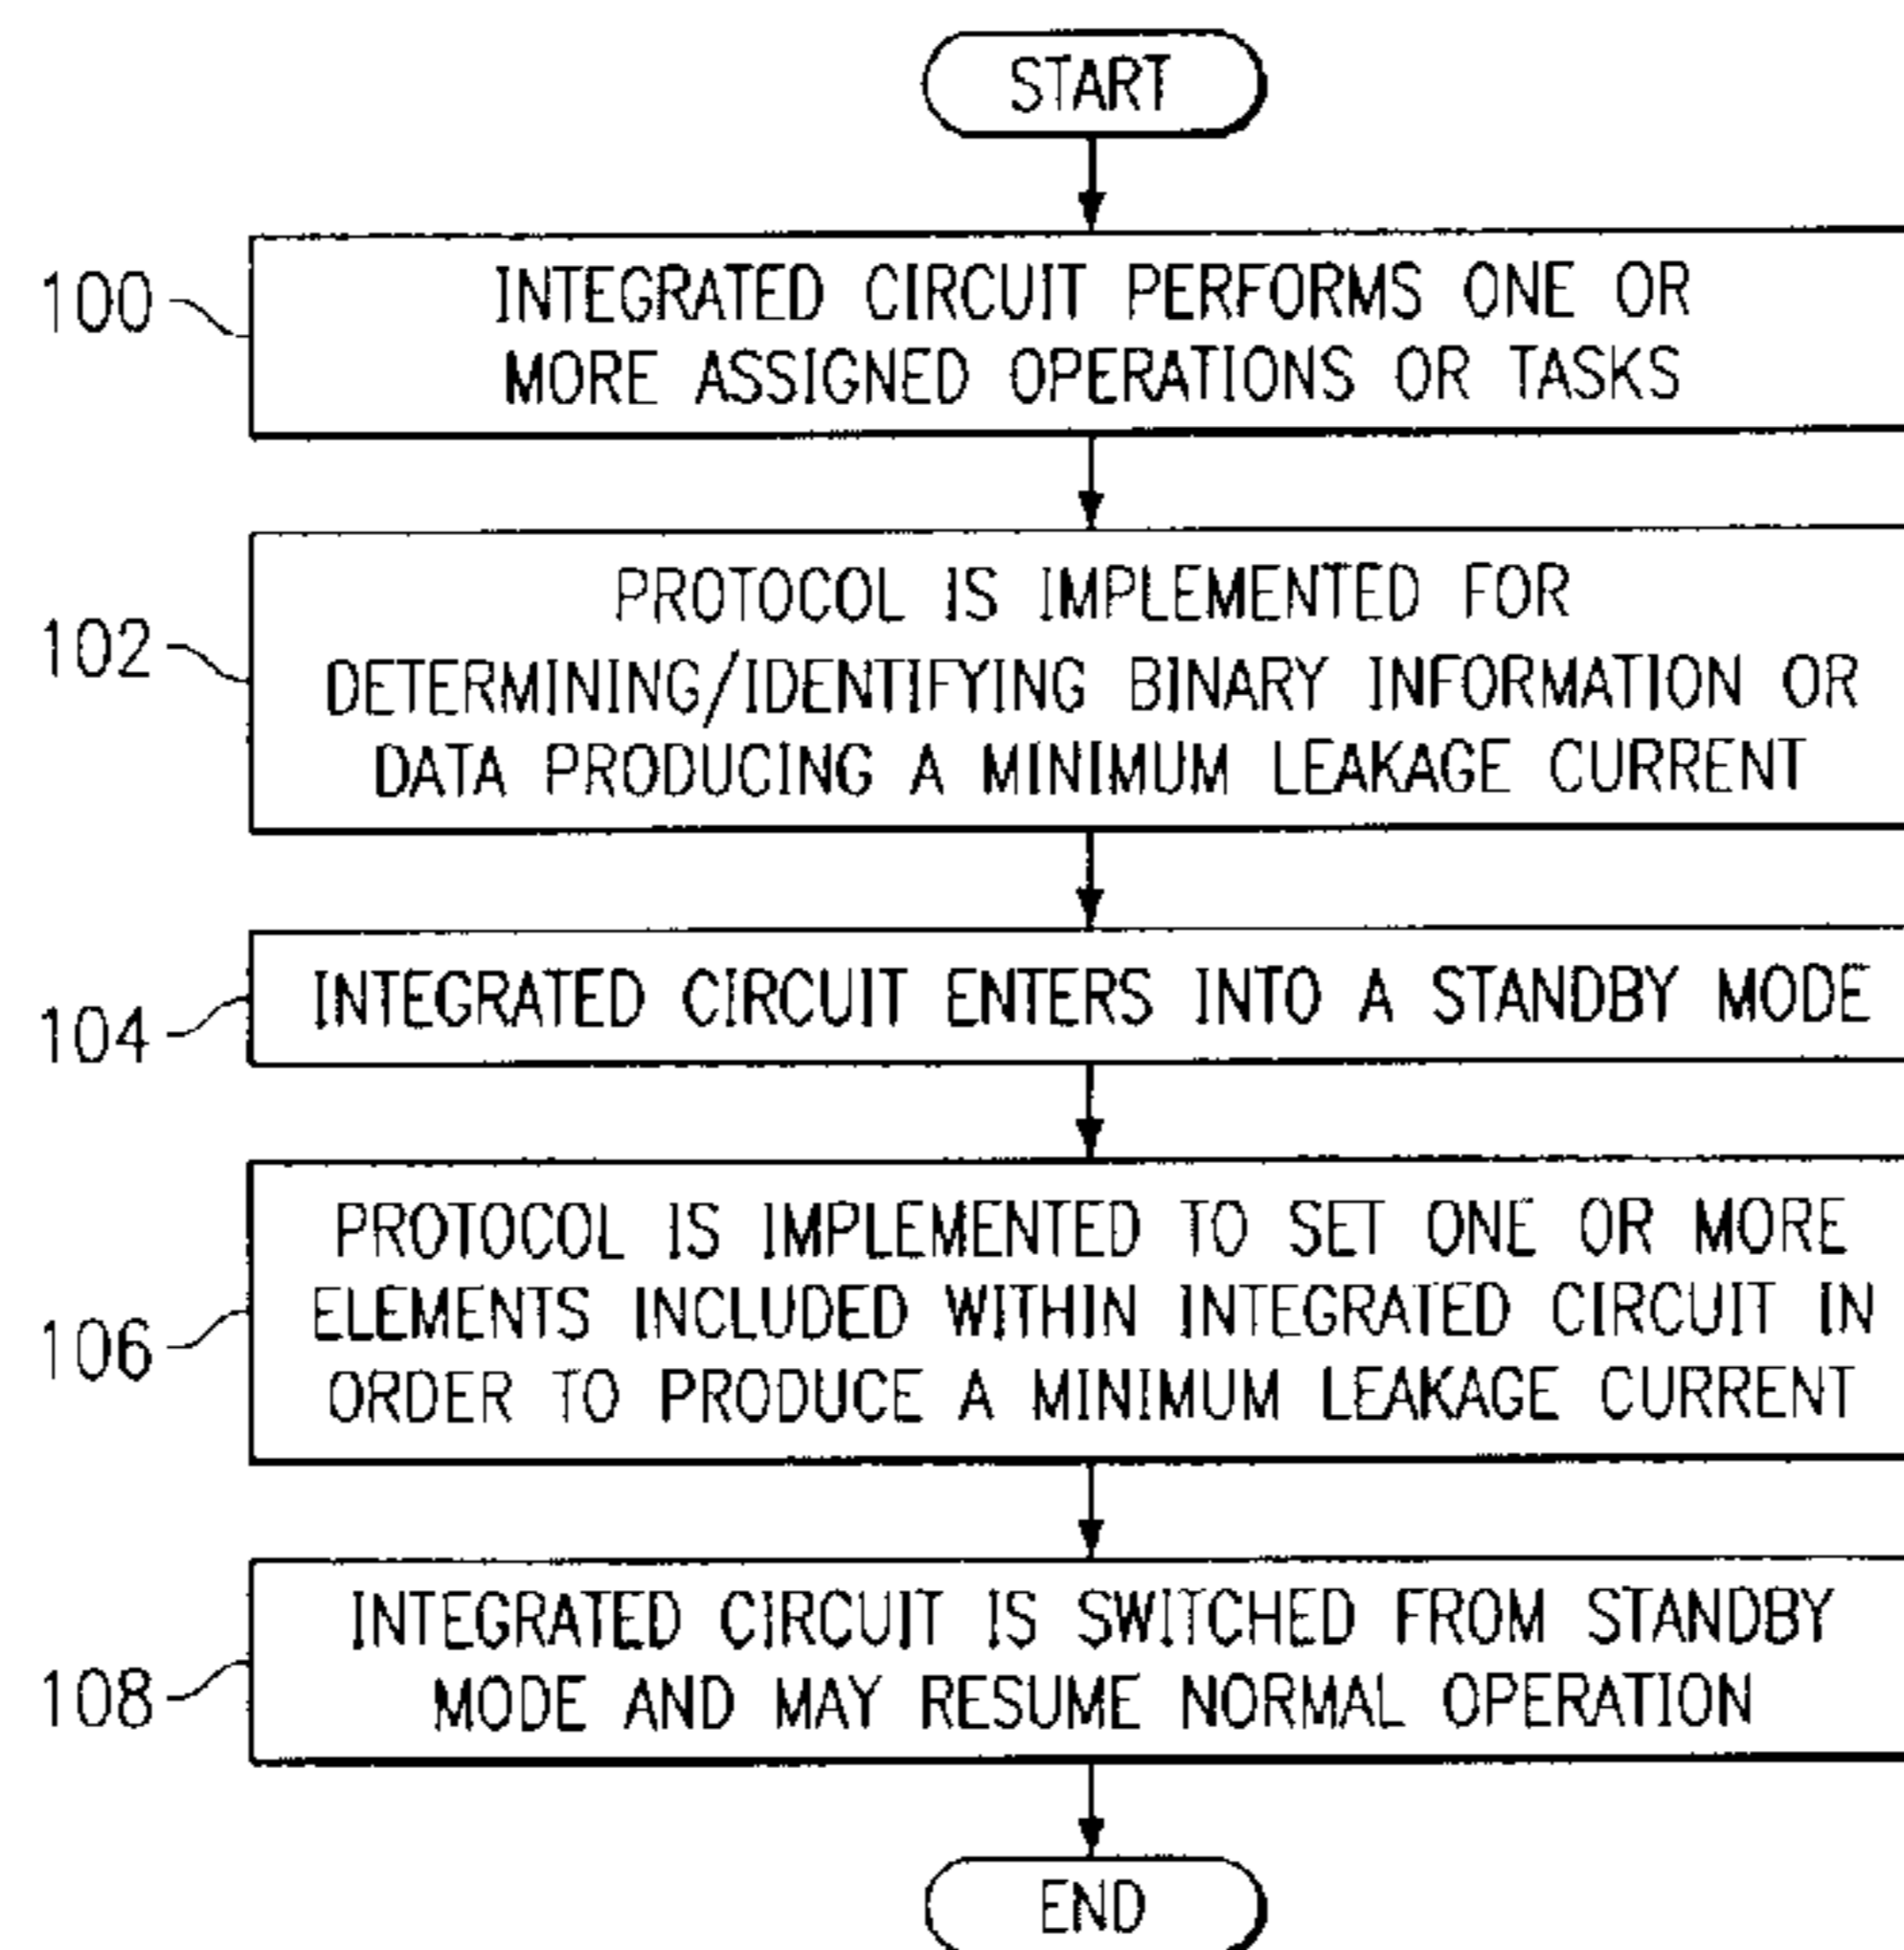 START
100
INTEGRATED CIRCUIT PERFORMS ONE OR
MORE ASSIGNED OPERATIONS OR TASKS
102
PROTOCOL IS IMPLEMENTED FOR
DETERMINING/IDENTIFYING BINARY INFORMATION OR
DATA PRODUCING A MINIMUM LEAKAGE CURRENT
104
INTEGRATED CIRCUIT ENTERS INTO A STANDBY MODE
106
PROTOCOL IS IMPLEMENTED TO SET ONE OR MORE
ELEMENTS INCLUDED WITHIN INTEGRATED CIRCUIT IN
ORDER TO PRODUCE A MINIMUM LEAKAGE CURRENT
108
INTEGRATED CIRCUIT IS SWITCHED FROM STANDBY
MODE AND MAY RESUME NORMAL OPERATION
END